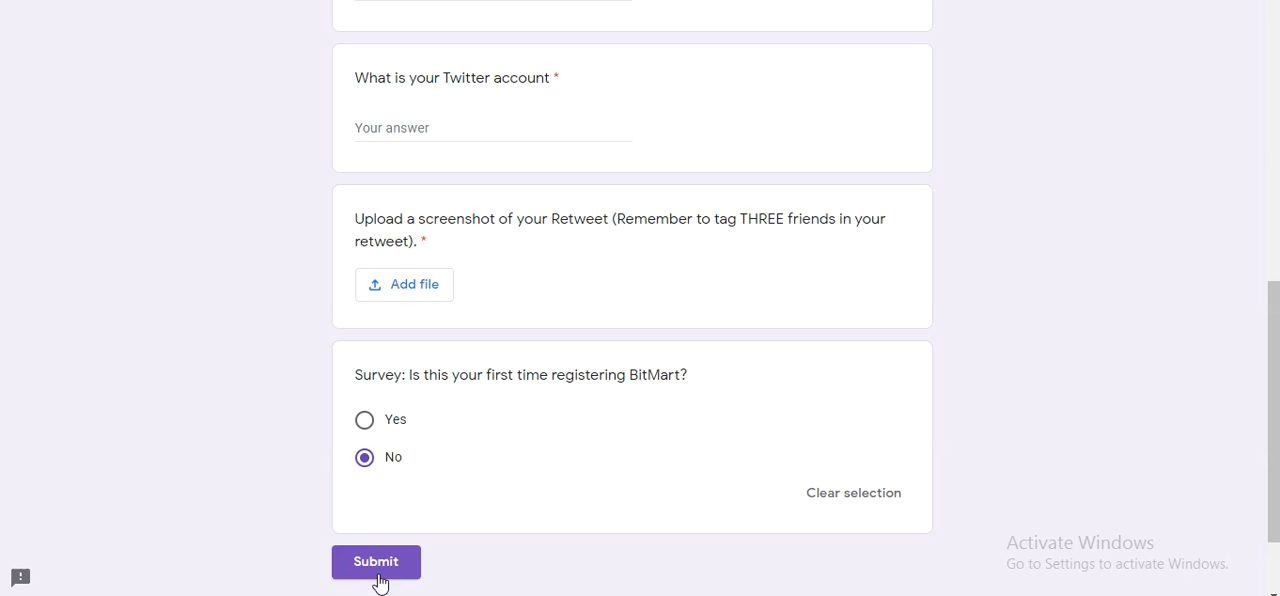 What is your Twitter account *
Your answer
Upload a screenshot of your Retweet (Remember to tag THREE friends in your
retweet). *
Add file
Survey: Is this your first time registering BitMart?
Yes
No
Clear selection
Submit
Activate Windows
Go to Settings to activate Windows.